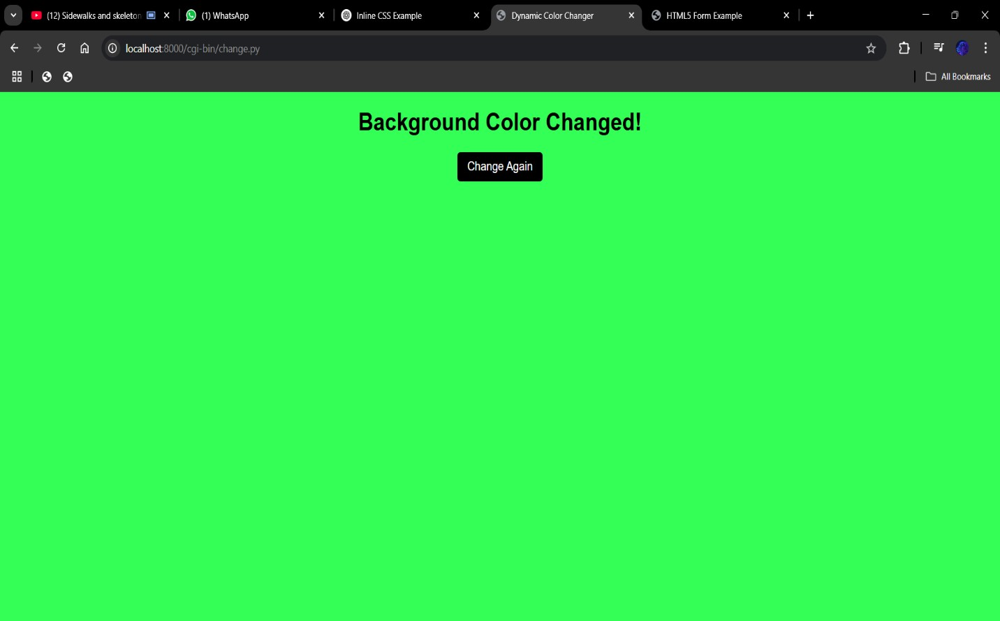 (12) Sidewalks and skeleton
(1) WhatsApp
Inline CSS Example
Dynamic Color Changer
HTML5 Form Example
localhost:8000/cgi-bin/change.py
All Bookmarks
Background Color Changed!
Change Again